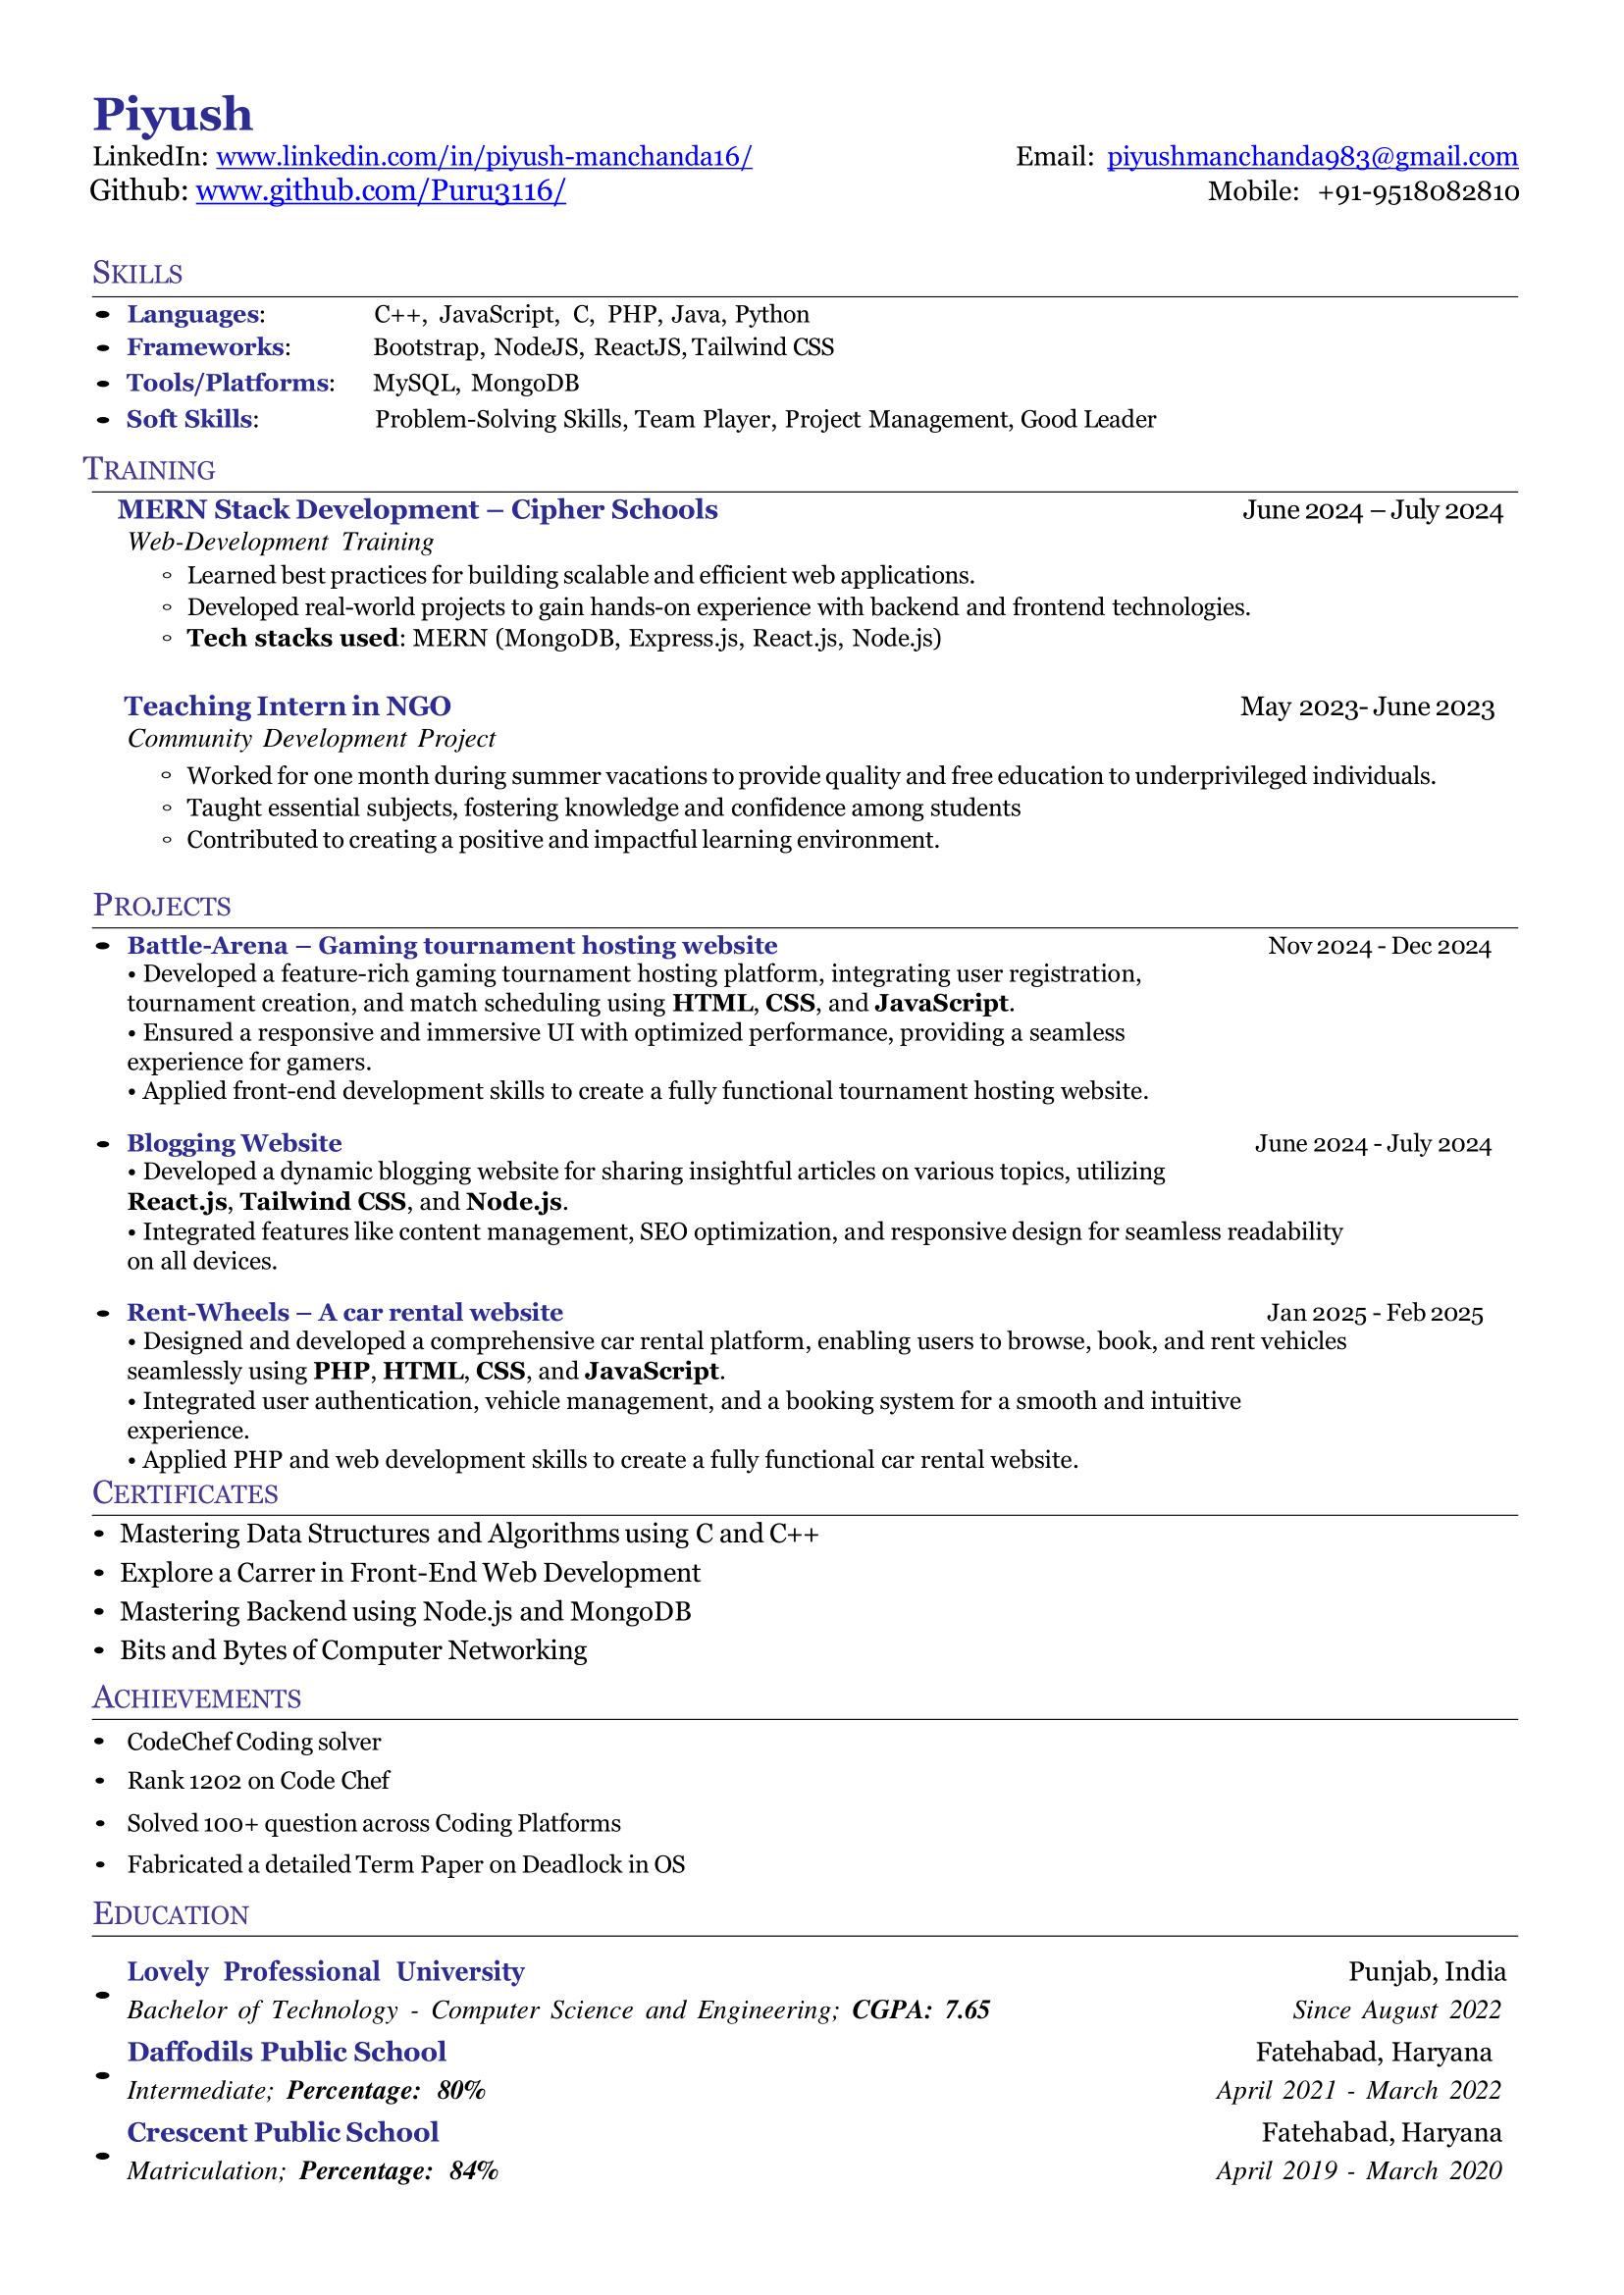 Piyush
LinkedIn: www.linkedin.com/in/piyush-manchanda16/ Email: piyushmanchanda983@gmail.com
Github: www.github.com/Puru3116/ Mobile: +91-9518082810
SKILLS
• Languages: C++, JavaScript, C, PHP, Java, Python
• Frameworks: Bootstrap, NodeJS, ReactJS, Tailwind CSS
• Tools/Platforms: MySQL, MongoDB
• Soft Skills: Problem-Solving Skills, Team Player, Project Management, Good Leader
TRAINING
MERN Stack Development – Cipher Schools June 2024 – July 2024
Web-Development Training
○ Learned best practices for building scalable and efficient web applications.
○ Developed real-world projects to gain hands-on experience with backend and frontend technologies.
○ Tech stacks used: MERN (MongoDB, Express.js, React.js, Node.js)
Teaching Intern in NGO May 2023- June 2023
Community Development Project
○ Worked for one month during summer vacations to provide quality and free education to underprivileged individuals.
○ Taught essential subjects, fostering knowledge and confidence among students
○ Contributed to creating a positive and impactful learning environment.
PROJECTS
• Battle-Arena – Gaming tournament hosting website Nov 2024 - Dec 2024
• Developed a feature-rich gaming tournament hosting platform, integrating user registration,
tournament creation, and match scheduling using HTML, CSS, and JavaScript.
• Ensured a responsive and immersive UI with optimized performance, providing a seamless
experience for gamers.
• Applied front-end development skills to create a fully functional tournament hosting website.
• Blogging Website June 2024 - July 2024
• Developed a dynamic blogging website for sharing insightful articles on various topics, utilizing
React.js, Tailwind CSS, and Node.js.
• Integrated features like content management, SEO optimization, and responsive design for seamless readability
on all devices.
• Rent-Wheels – A car rental website Jan 2025 - Feb 2025
• Designed and developed a comprehensive car rental platform, enabling users to browse, book, and rent vehicles
seamlessly using PHP, HTML, CSS, and JavaScript.
• Integrated user authentication, vehicle management, and a booking system for a smooth and intuitive
experience.
• Applied PHP and web development skills to create a fully functional car rental website.
CERTIFICATES
• Mastering Data Structures and Algorithms using C and C++
• Explore a Carrer in Front-End Web Development
• Mastering Backend using Node.js and MongoDB
• Bits and Bytes of Computer Networking
ACHIEVEMENTS
• CodeChef Coding solver
• Rank 1202 on Code Chef
• Solved 100+ question across Coding Platforms
• Fabricated a detailed Term Paper on Deadlock in OS
EDUCATION
• Lovely Professional University Punjab, India
Bachelor of Technology - Computer Science and Engineering; CGPA: 7.65 Since August 2022
• Daffodils Public School Fatehabad, Haryana
Intermediate; Percentage: 80% April 2021 - March 2022
• Crescent Public School Fatehabad, Haryana
Matriculation; Percentage: 84% April 2019 - March 2020